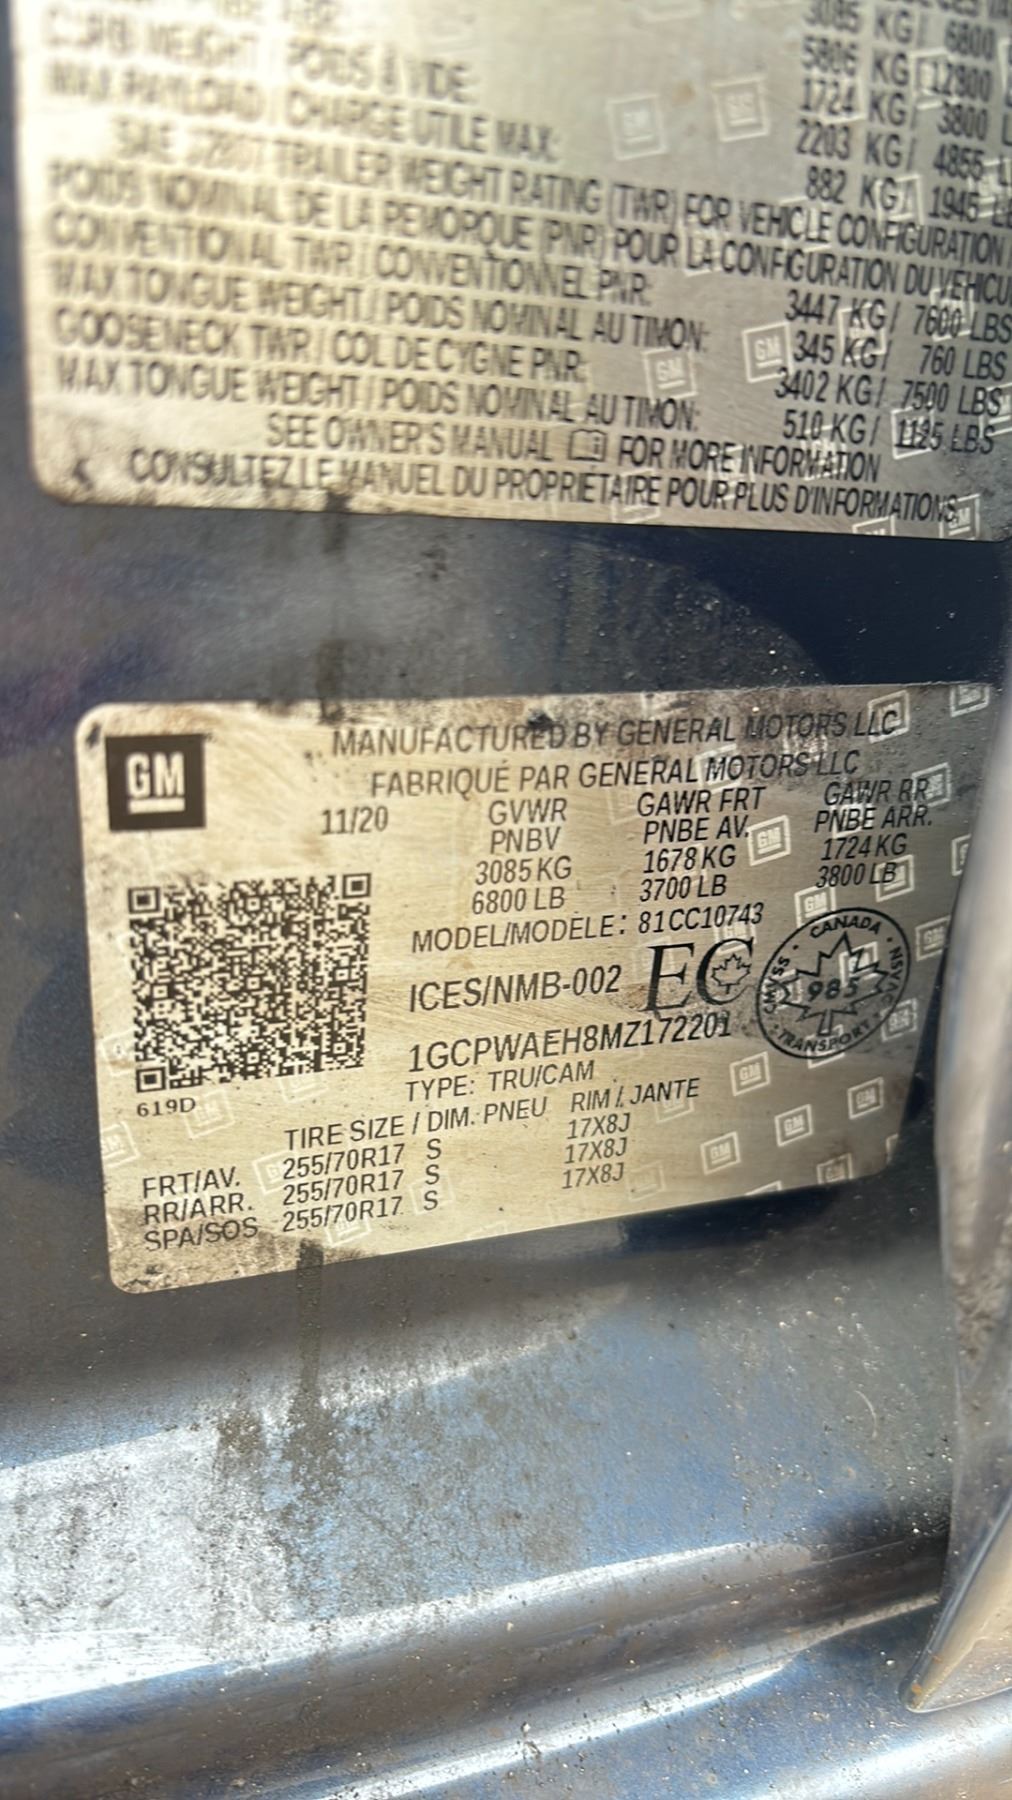 3085 KG/ 6800
CURB WEIGHT / POIDS À VIDE: 5806 KG/ 12800
MAX PAYLOAD / CHARGE UTILE MAX: 1724 KG/ 3800 L
2203 KG/ 4855 L
882 KG/ 1945 LB
SAE J2807 TRAILER WEIGHT RATING (TWR) FOR VEHICLE CONFIGURATION
POIDS NOMINAL DE LA REMORQUE (PNR) POUR LA CONFIGURATION DU VEHICU
CONVENTIONAL TWR / CONVENTIONNEL PNR: 3447 KG/ 7600 LBS
MAX TONGUE WEIGHT / POIDS NOMINAL AU TIMON: 345 KG/ 760 LBS
GOOSENECK TWR / COL DE CYGNE PNR: 3402 KG/ 7500 LBS
MAX TONGUE WEIGHT / POIDS NOMINAL AU TIMON: 510 KG/ 1125 LBS
SEE OWNER'S MANUAL FOR MORE INFORMATION
CONSULTEZ LE MANUEL DU PROPRIÉTAIRE POUR PLUS D'INFORMATIONS
GM
MANUFACTURED BY GENERAL MOTORS LLC
FABRIQUÉ PAR GENERAL MOTORS LLC
11/20 GVWR GAWR FRT GAWR RR
PNBV PNBE AV. PNBE ARR.
3085 KG 1678 KG 1724 KG
6800 LB 3700 LB 3800 LB
MODEL/MODÈLE: 81CC10743
ICES/NMB-002 EC
CANADA
CMVSS NSVAC
985
TRANSPORT
1GCPWAEH8MZ172201
619D
TYPE: TRU/CAM
TIRE SIZE / DIM. PNEU RIM / JANTE
FRT/AV. 255/70R17 S 17X8J
RR/ARR. 255/70R17 S 17X8J
SPA/SOS 255/70R17 S 17X8J